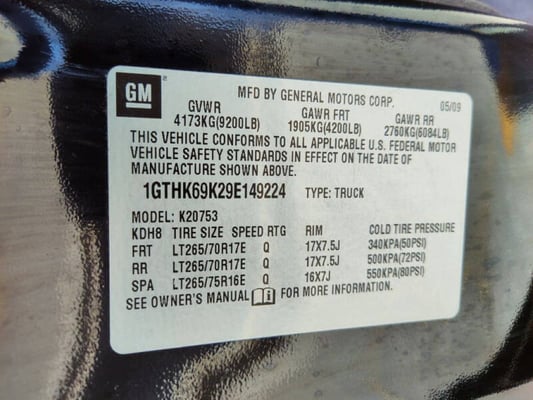 GM
MFD BY GENERAL MOTORS CORP. 05/09
GVWR GAWR FRT GAWR RR
4173KG(9200LB) 1905KG(4200LB) 2760KG(6084LB)
THIS VEHICLE CONFORMS TO ALL APPLICABLE U.S. FEDERAL MOTOR
VEHICLE SAFETY STANDARDS IN EFFECT ON THE DATE OF
MANUFACTURE SHOWN ABOVE.
1GTHK69K29E149224 TYPE: TRUCK
MODEL: K20753
KDH8 TIRE SIZE SPEED RTG RIM COLD TIRE PRESSURE
FRT LT265/70R17E Q 17X7.5J 340KPA(50PSI)
RR LT265/70R17E Q 17X7.5J 500KPA(72PSI)
SPA LT265/75R16E Q 16X7J 550KPA(80PSI)
SEE OWNER'S MANUAL FOR MORE INFORMATION.